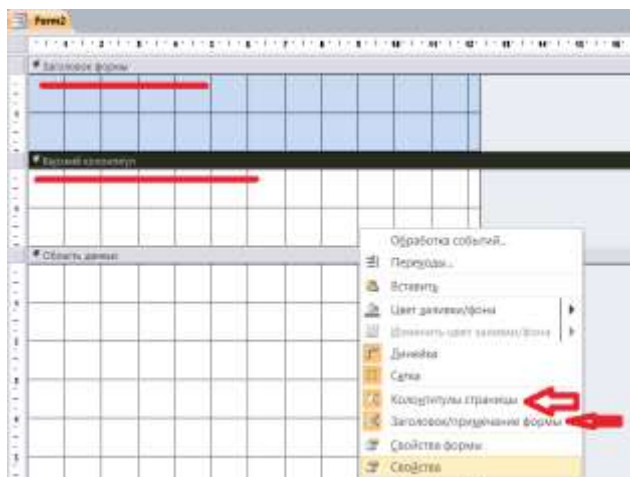 Form2
Заголовок формы
Верхний колонтитул
Область данных
Обработка событий...
Переходы...
Вставить
Цвет заливки/фона
Изменить цвет заливки/фона
Линейка
Сетка
Колонтитулы страницы
Заголовок/примечание формы
Свойства формы
Свойства